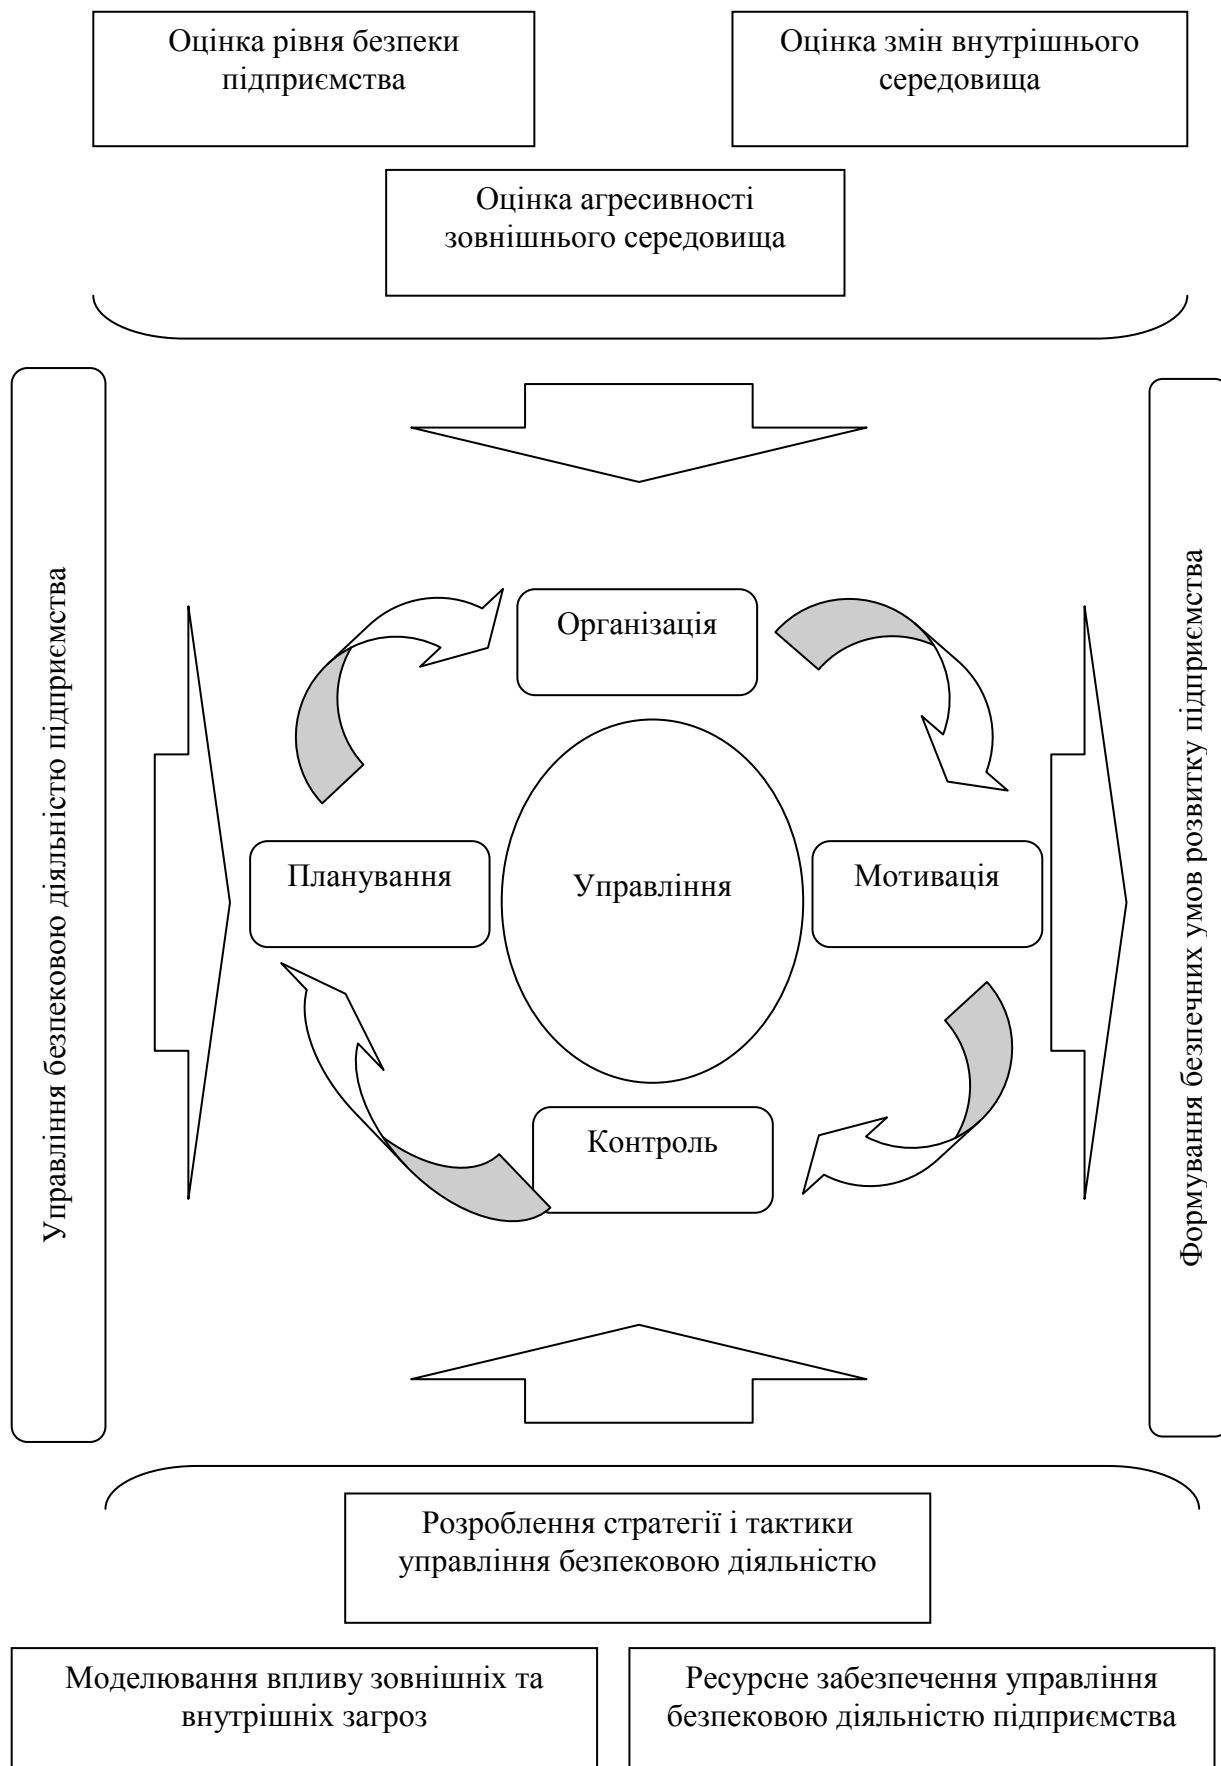 Оцінка рівня безпеки
підприємства
Оцінка змін внутрішнього
середовища
Оцінка агресивності
зовнішнього середовища
Управління безпековою діяльністю підприємства
Організація
Планування
Управління
Мотивація
Контроль
Формування безпечних умов розвитку підприємства
Розроблення стратегії і тактики
управління безпековою діяльністю
Моделювання впливу зовнішніх та
внутрішніх загроз
Ресурсне забезпечення управління
безпековою діяльністю підприємства